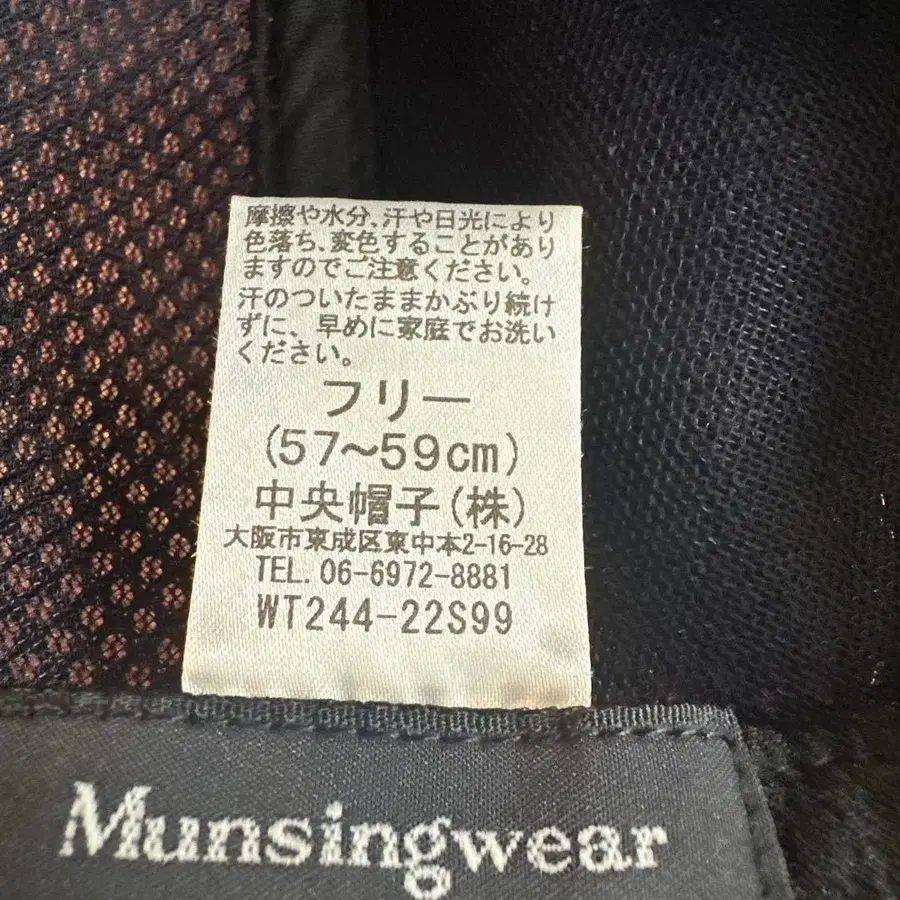 摩擦や水分､汗や日光により
色落ち､変色することがあり
ますのでご注意ください。
汗のついたままかぶり続け
ずに、早めに家庭でお洗い
ください。
フリー
(57〜59cm)
中央帽子(株)
大阪市東成区東中本2-16-28
TEL. 06-6972-8881
WT244-22S99
Munsingwear